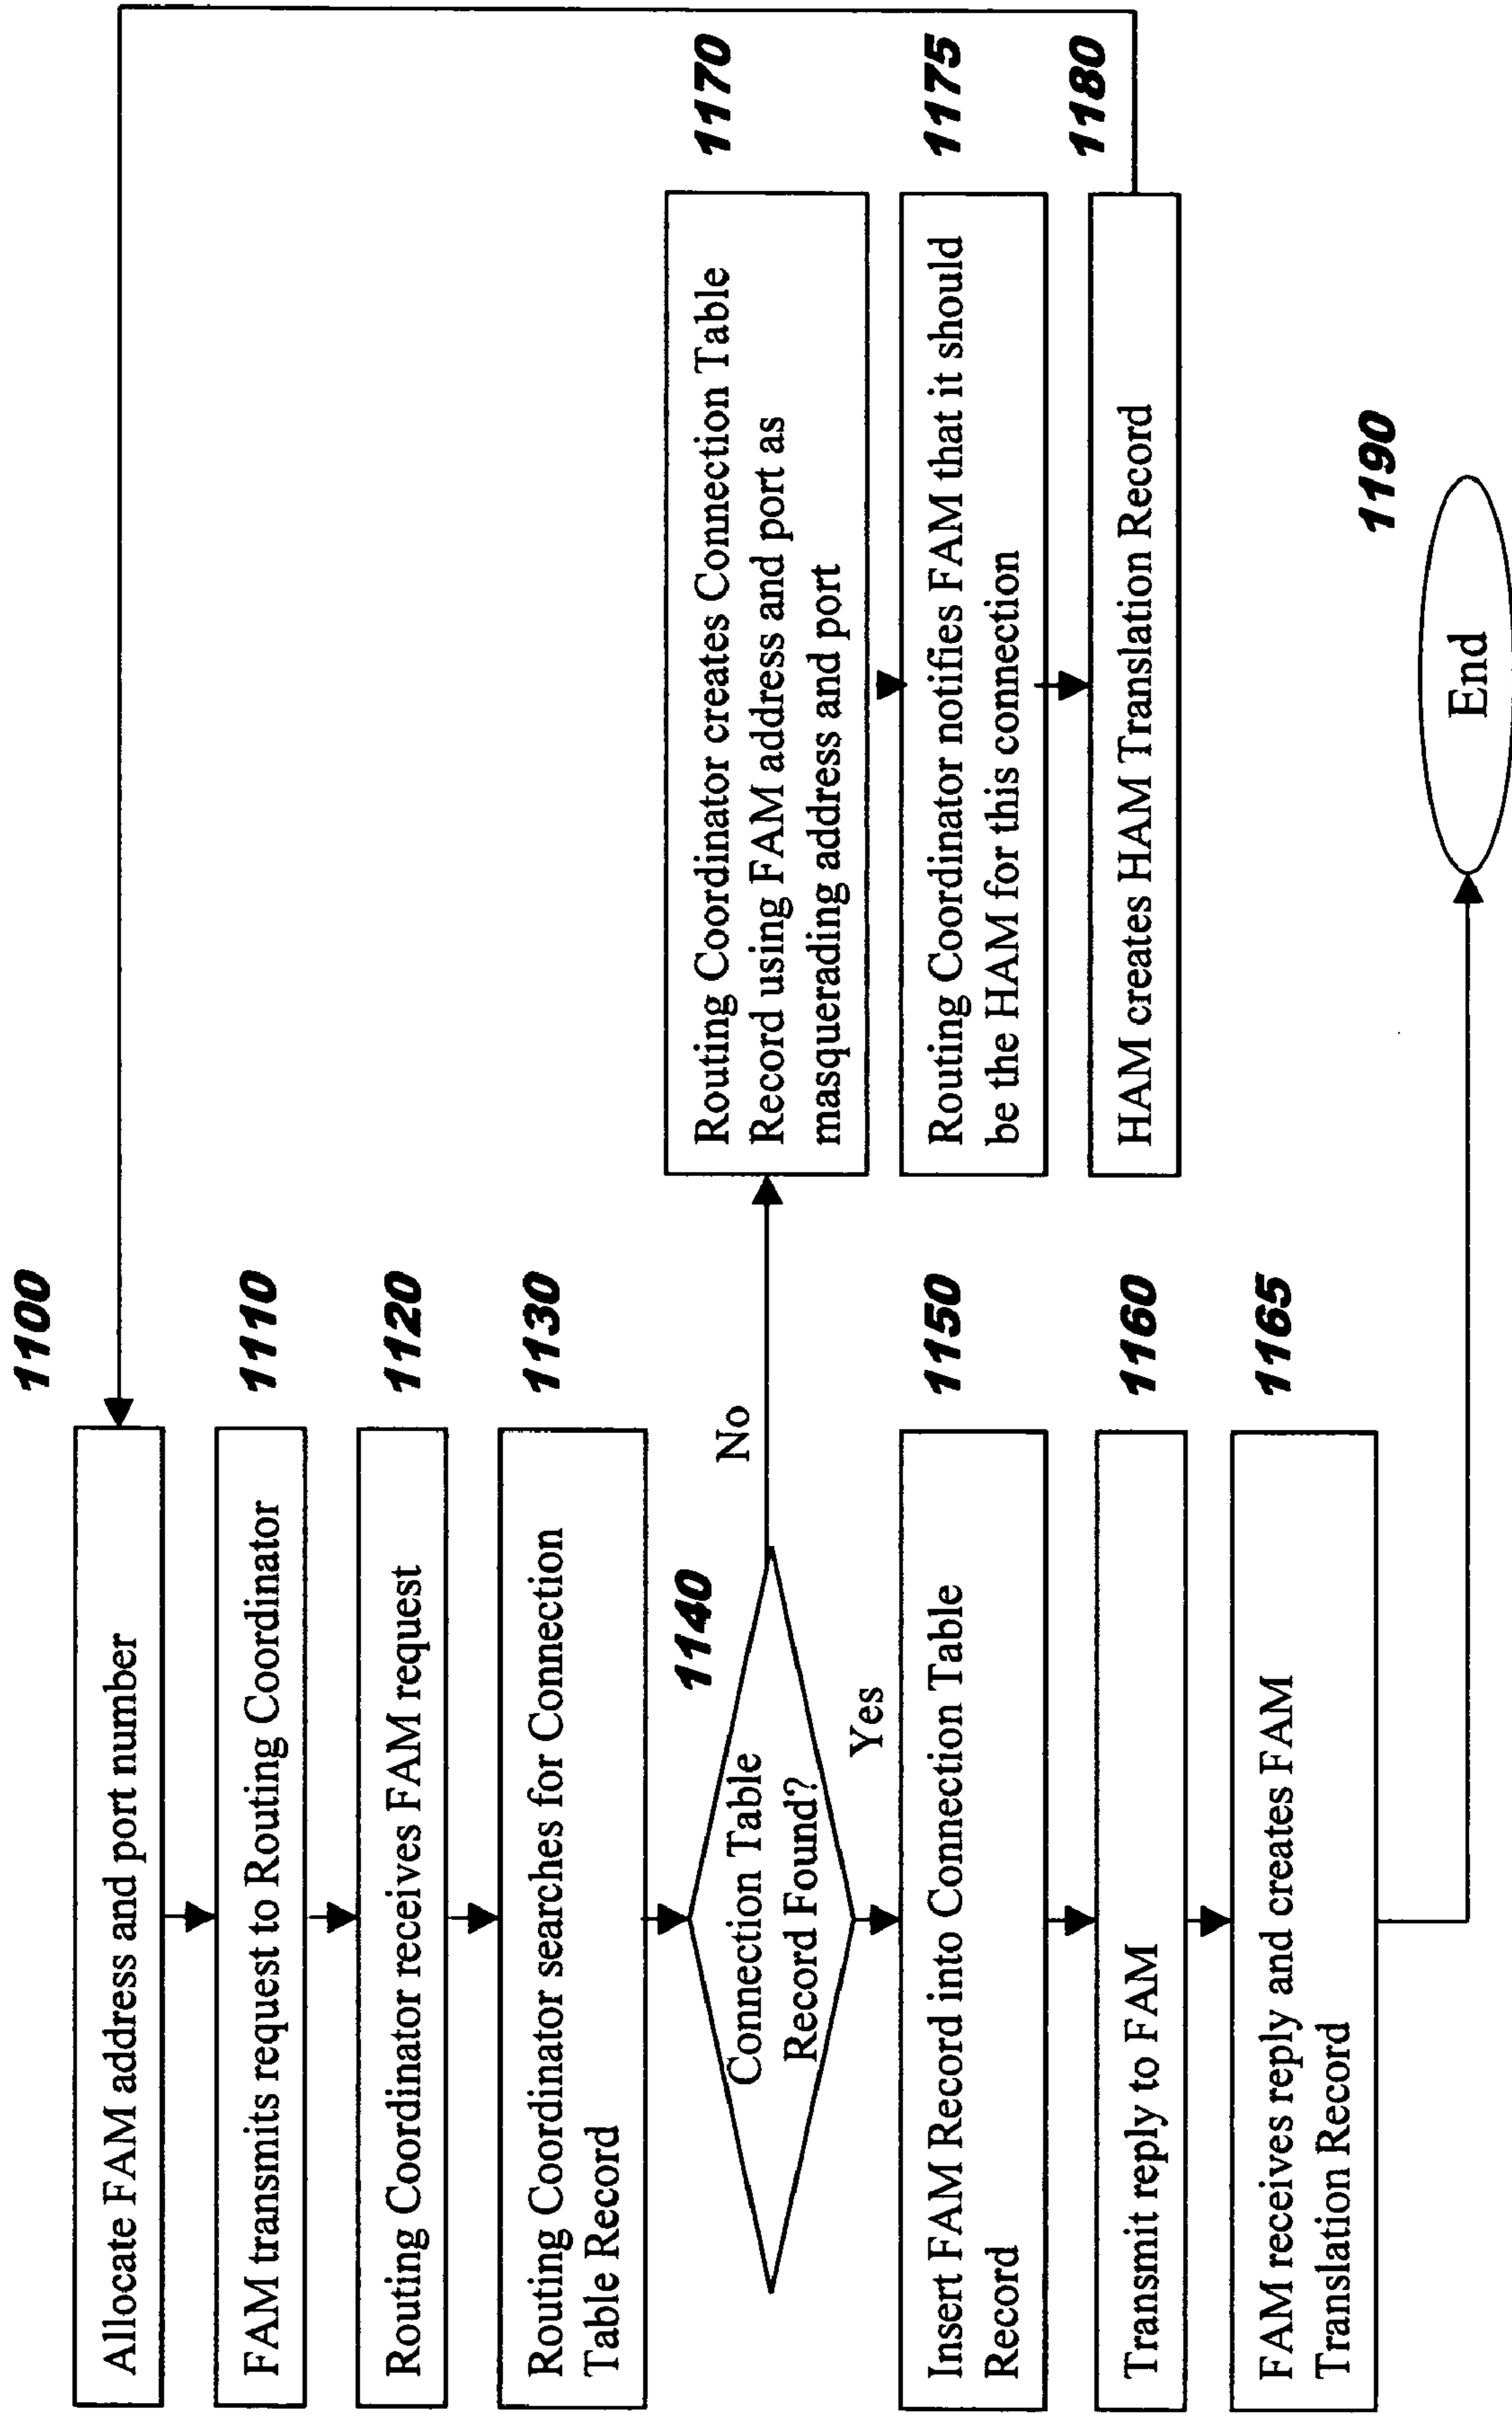 1100
Allocate FAM address and port number
1110
FAM transmits request to Routing Coordinator
1120
Routing Coordinator receives FAM request
1130
Routing Coordinator searches for Connection
Table Record
1140
Connection Table
Record Found?
No
Yes
1150
Insert FAM Record into Connection Table
Record
1160
Transmit reply to FAM
1165
FAM receives reply and creates FAM
Translation Record
1170
Routing Coordinator creates Connection Table
Record using FAM address and port as
masquerading address and port
1175
Routing Coordinator notifies FAM that it should
be the HAM for this connection
1180
HAM creates HAM Translation Record
1190
End